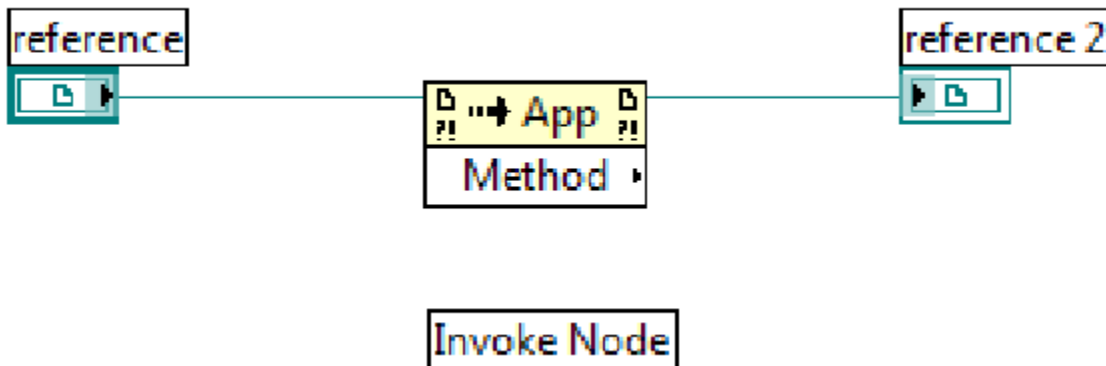 reference
reference 2
?! App ?!
Method
Invoke Node